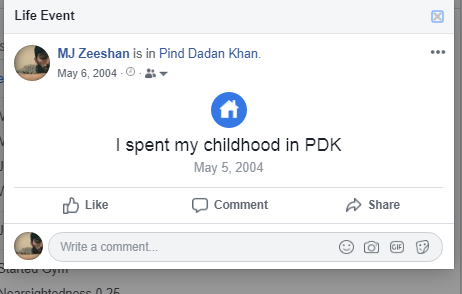 Life Event
MJ Zeeshan is in Pind Dadan Khan.
May 6, 2004
I spent my childhood in PDK
May 5, 2004
Like Comment Share
Write a comment...
GIF
Started Gym
Nearsightedness 0.25